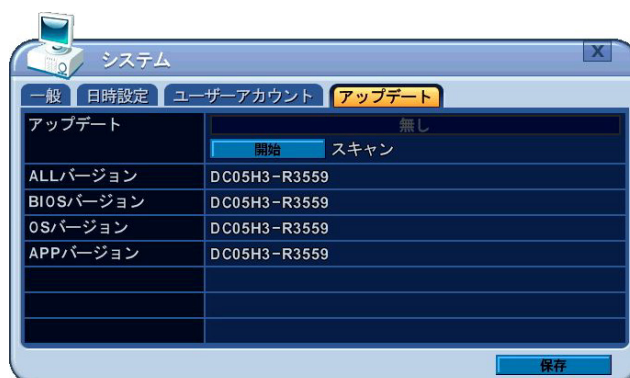 システム
X
一般 日時設定 ユーザーアカウント アップデート
アップデート 無し
開始 スキャン
ALLバージョン DC05H3-R3559
BIOSバージョン DC05H3-R3559
OSバージョン DC05H3-R3559
APPバージョン DC05H3-R3559
保存